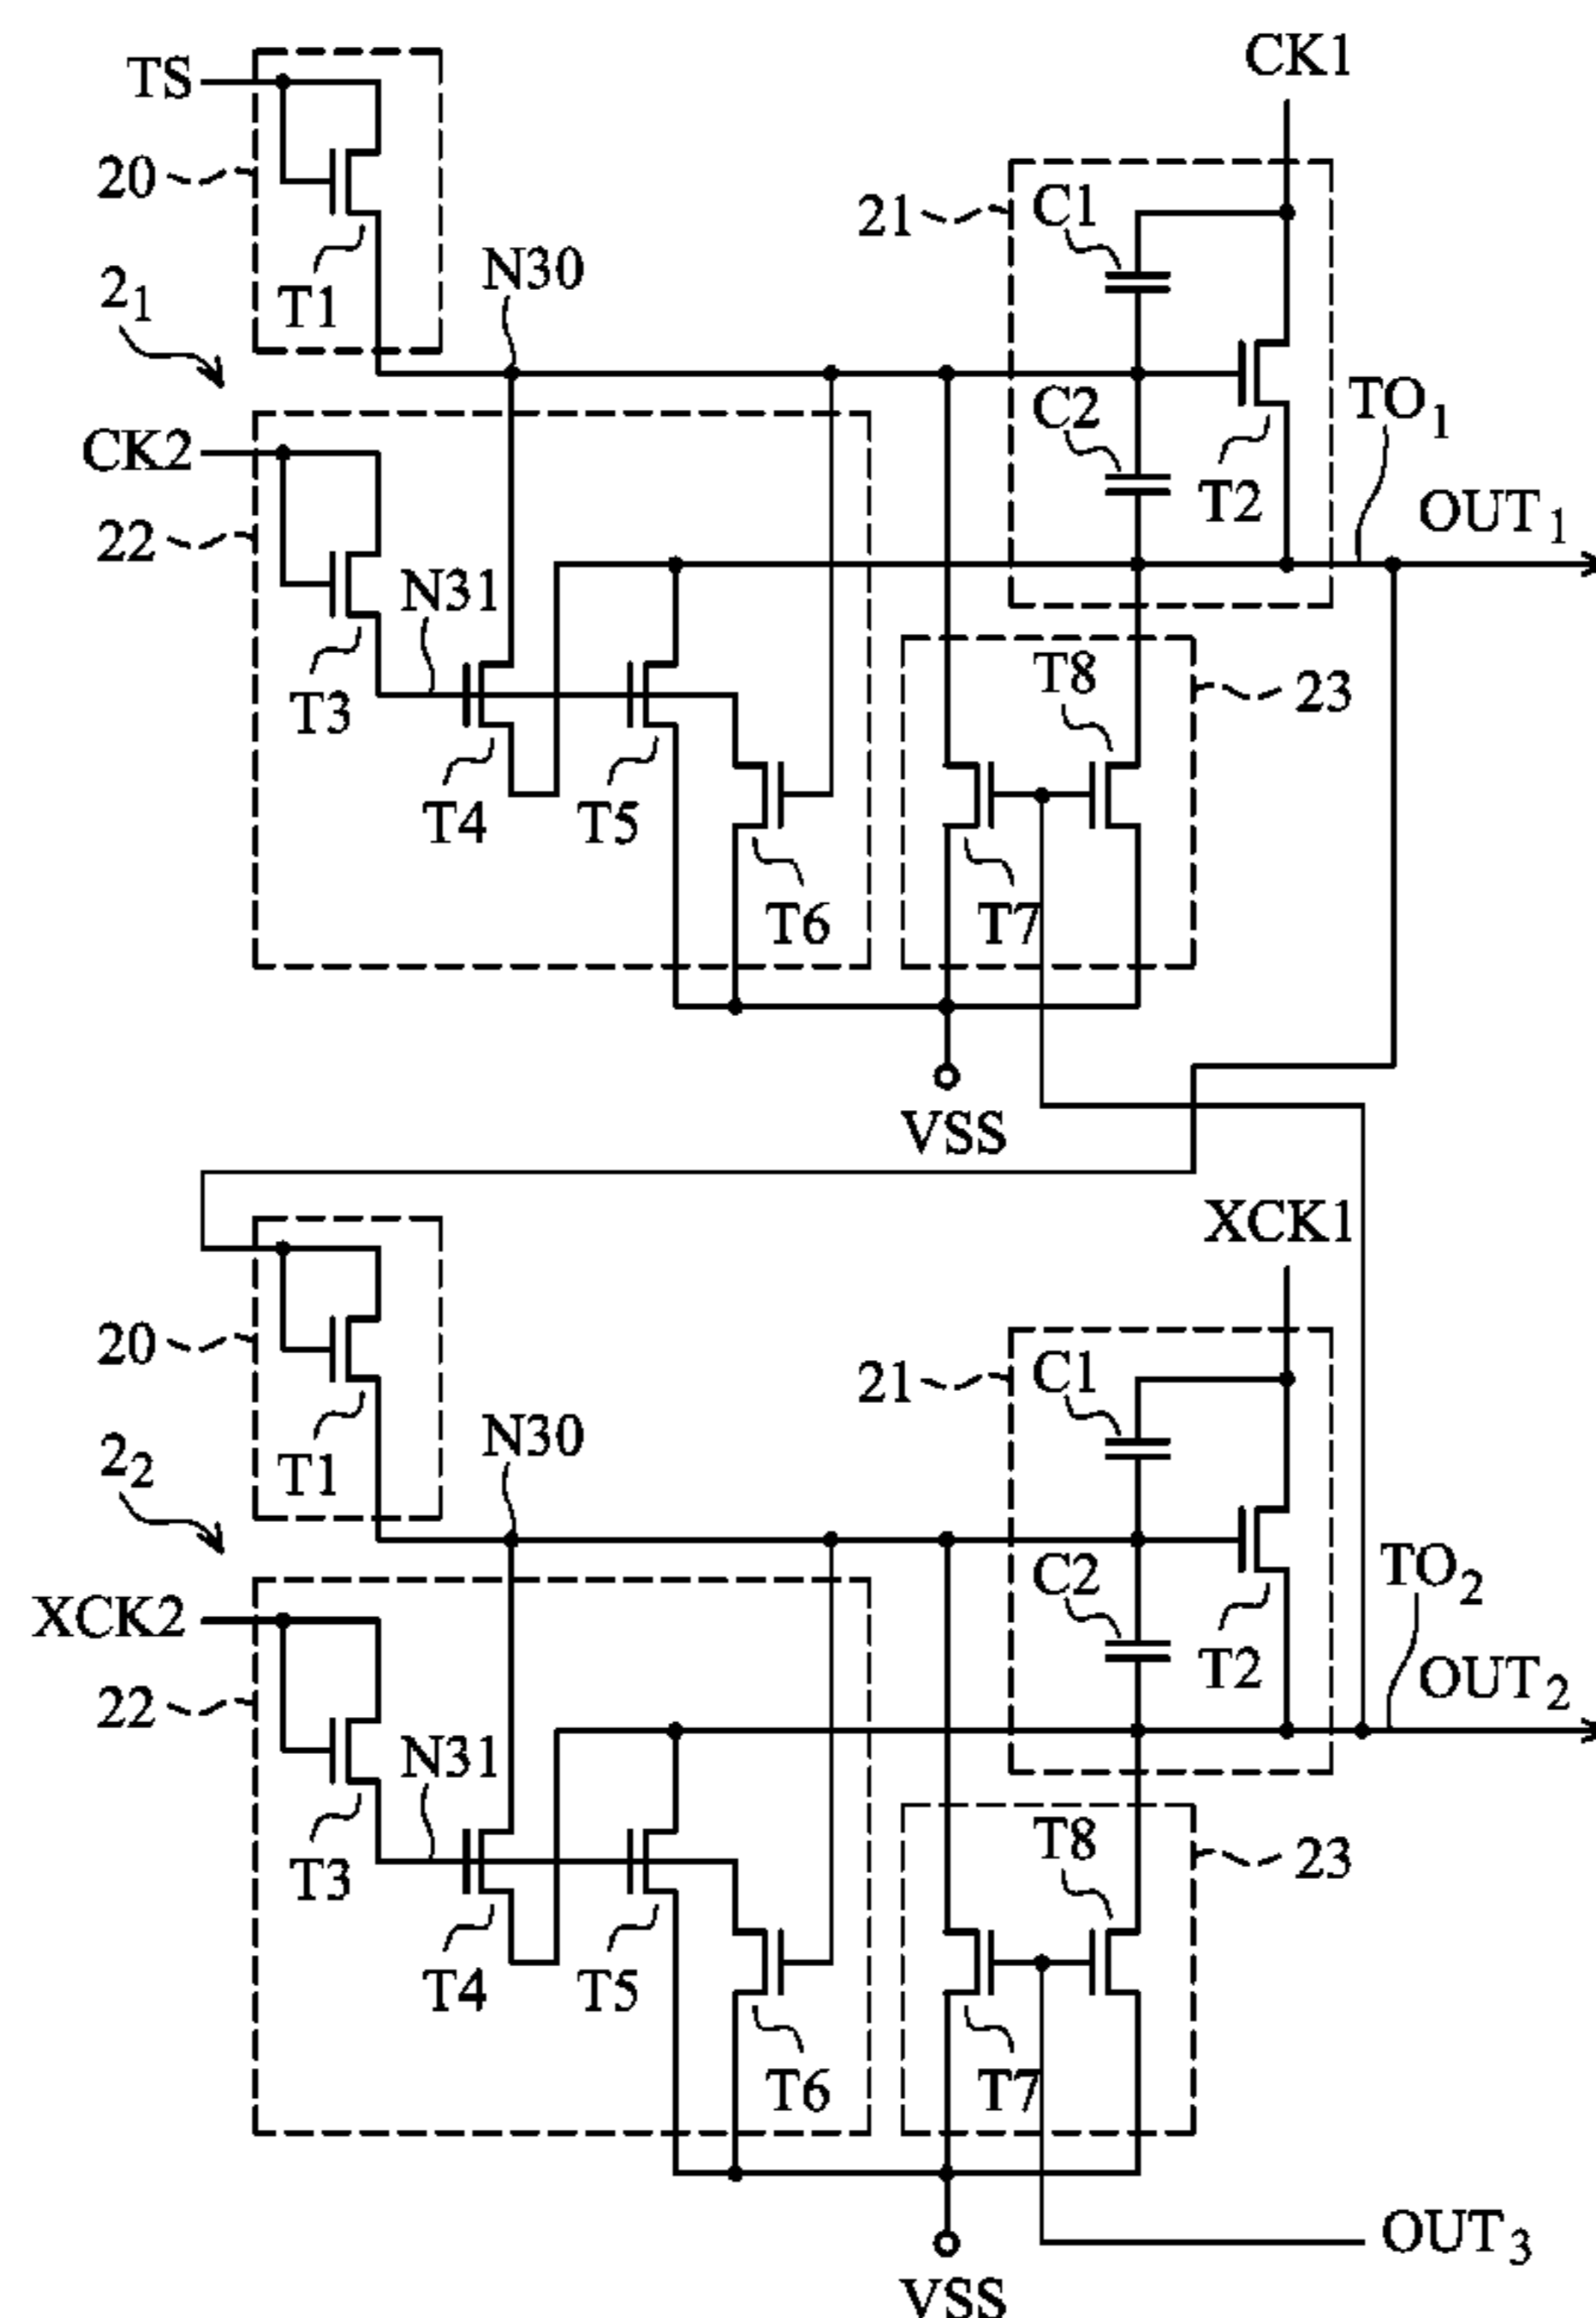 TS
CK1
20
21
C1
T1
N30
2₁
C2
TO₁
CK2
T2
OUT₁
22
N31
T8
23
T3
T4
T5
T6
T7
VSS
XCK1
20
21
C1
T1
N30
2₂
C2
TO₂
XCK2
T2
OUT₂
22
N31
T8
23
T3
T4
T5
T6
T7
OUT₃
VSS